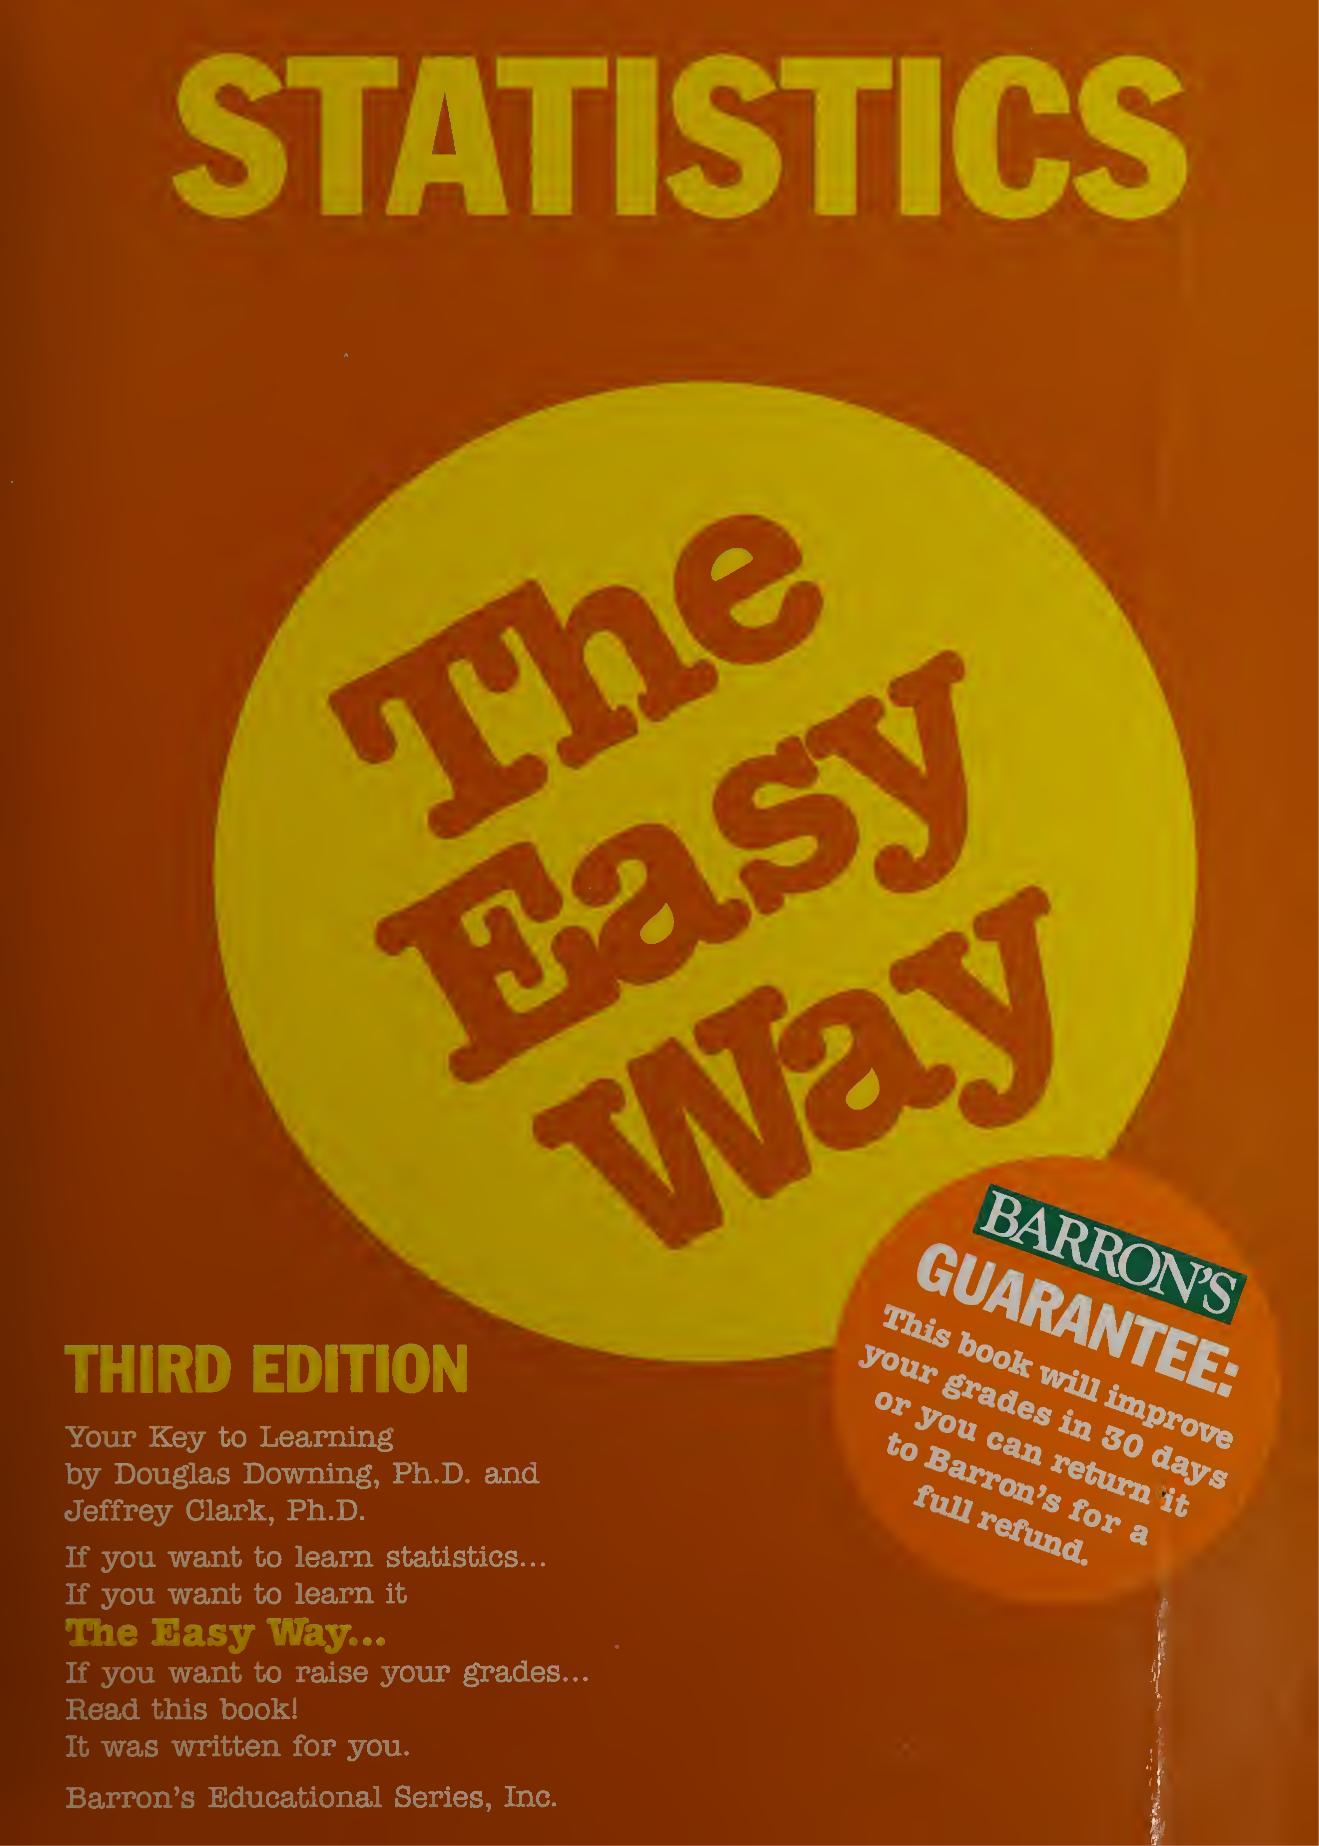 STATISTICS
The
Easy
Way
BARRON'S
GUARANTEE:
This book will improve
your grades in 30 days
or you can return it
to Barron's for a
full refund.
THIRD EDITION
Your Key to Learning
by Douglas Downing, Ph.D. and
Jeffrey Clark, Ph.D.
If you want to learn statistics...
If you want to learn it
The Easy Way...
If you want to raise your grades...
Read this book!
It was written for you.
Barron's Educational Series, Inc.